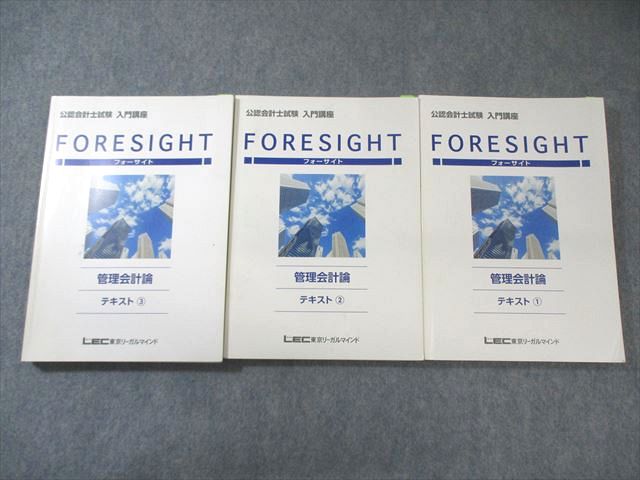 公認会計士試験 入門講座
FORESIGHT
フォーサイト
管理会計論
テキスト③
LEC東京リーガルマインド
公認会計士試験 入門講座
FORESIGHT
フォーサイト
管理会計論
テキスト②
LEC東京リーガルマインド
公認会計士試験 入門講座
FORESIGHT
フォーサイト
管理会計論
テキスト①
LEC東京リーガルマインド